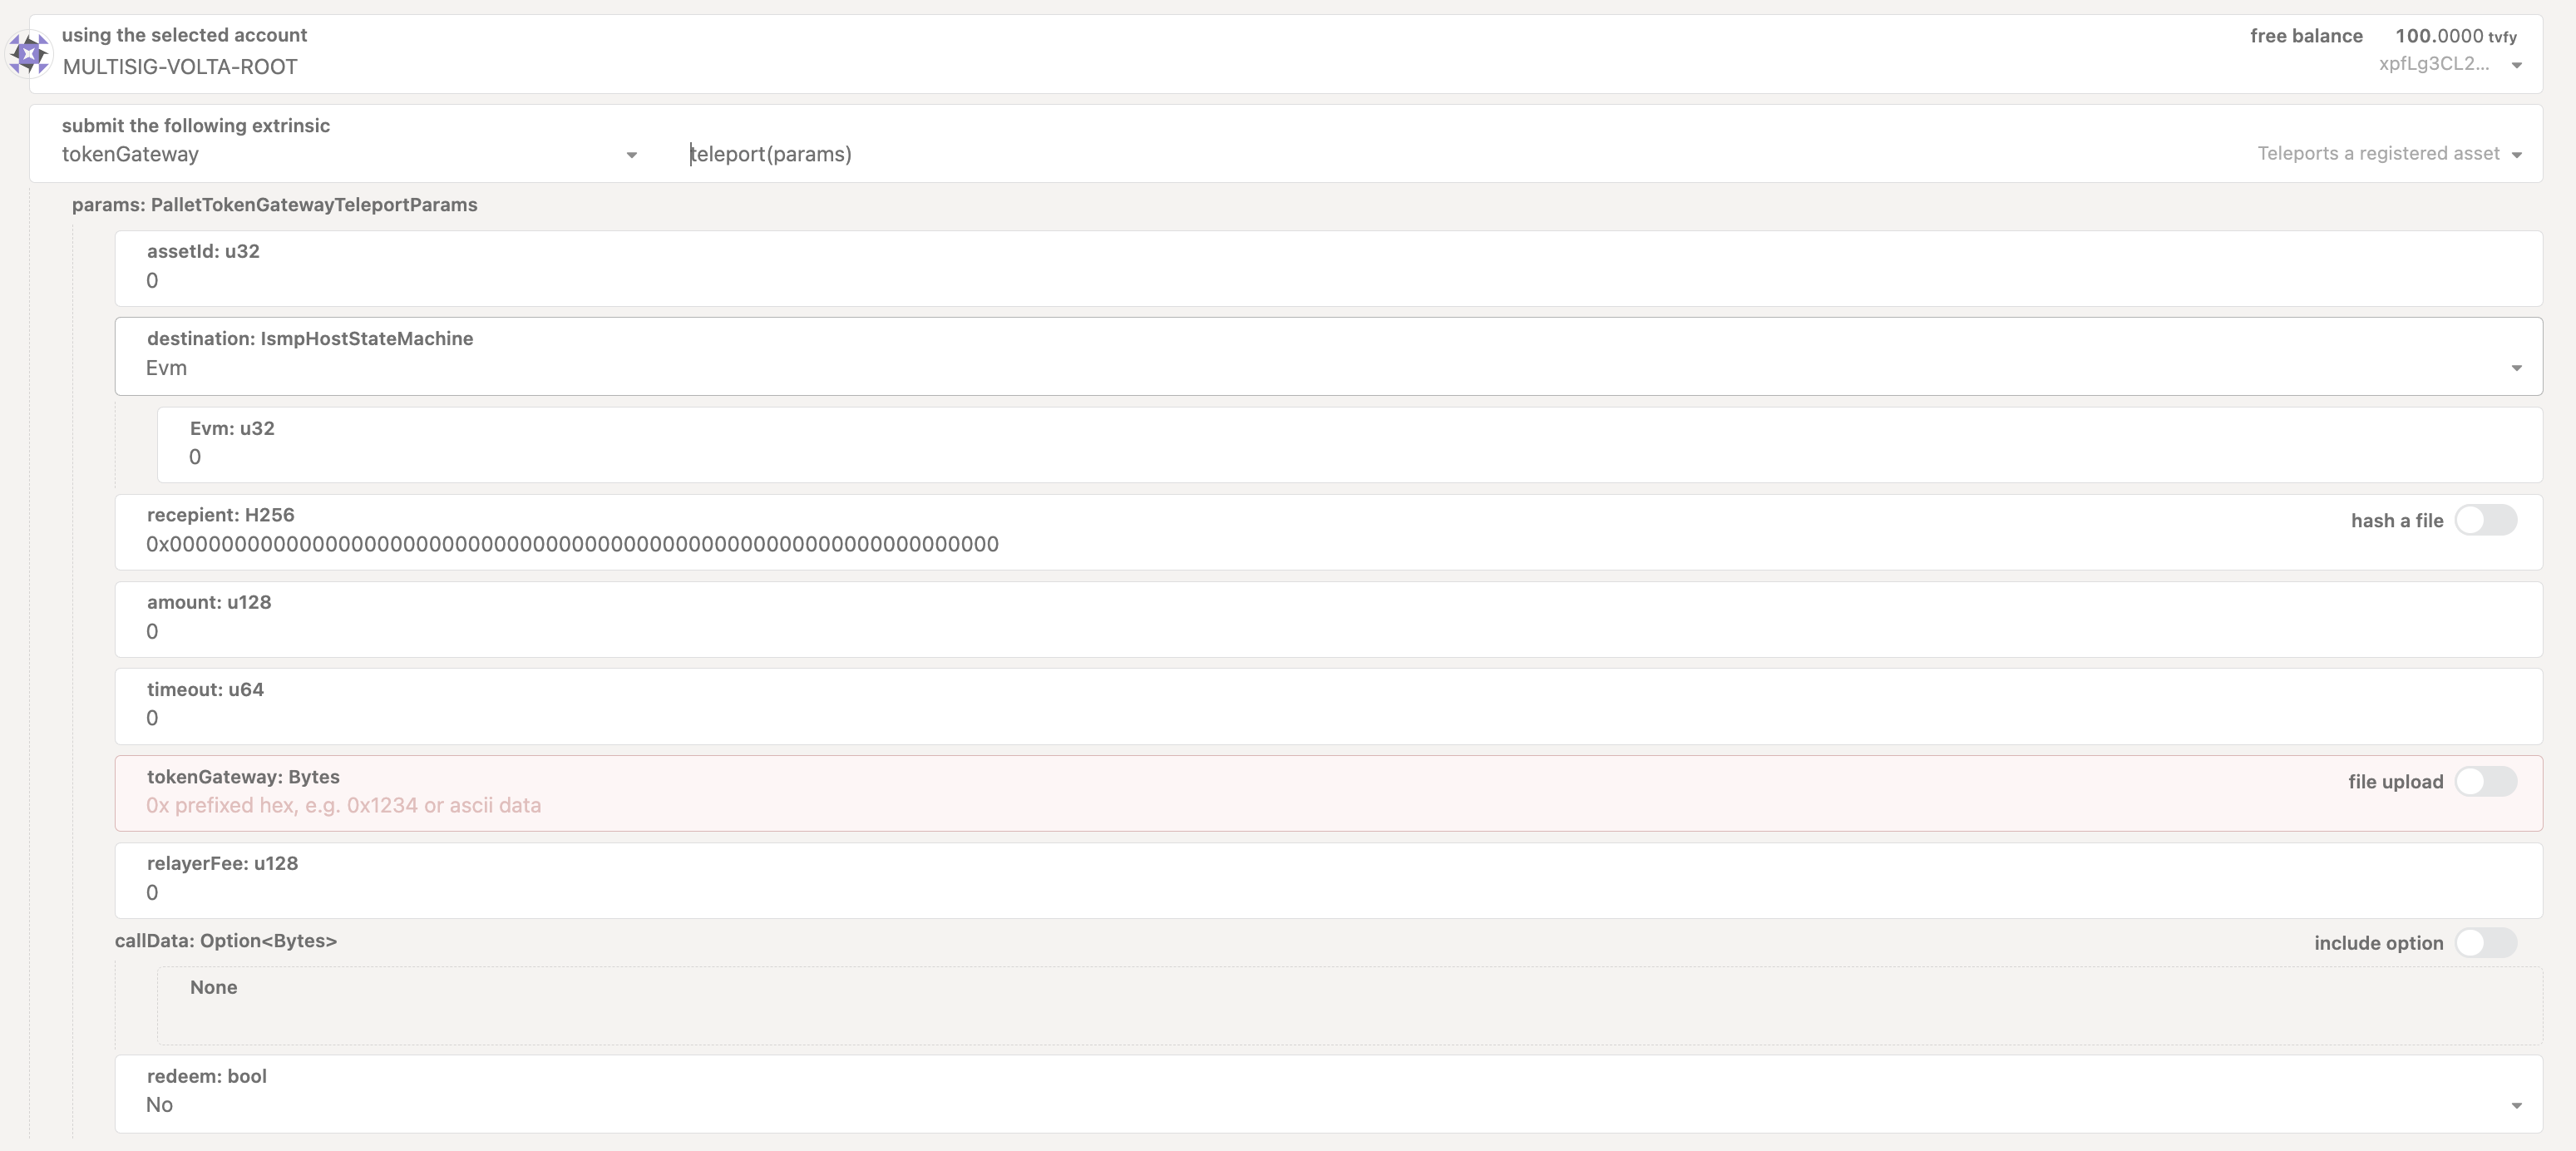 using the selected account
MULTISIG-VOLTA-ROOT
free balance 100.0000 tvfy
xpfLg3CL2...
submit the following extrinsic
tokenGateway
teleport(params)
Teleports a registered asset
params: PalletTokenGatewayTeleportParams
assetId: u32
0
destination: IsmpHostStateMachine
Evm
Evm: u32
0
recepient: H256
hash a file
0x0000000000000000000000000000000000000000000000000000000000000000
amount: u128
0
timeout: u64
0
tokenGateway: Bytes
file upload
0x prefixed hex, e.g. 0x1234 or ascii data
relayerFee: u128
0
callData: Option<Bytes>
include option
None
redeem: bool
No